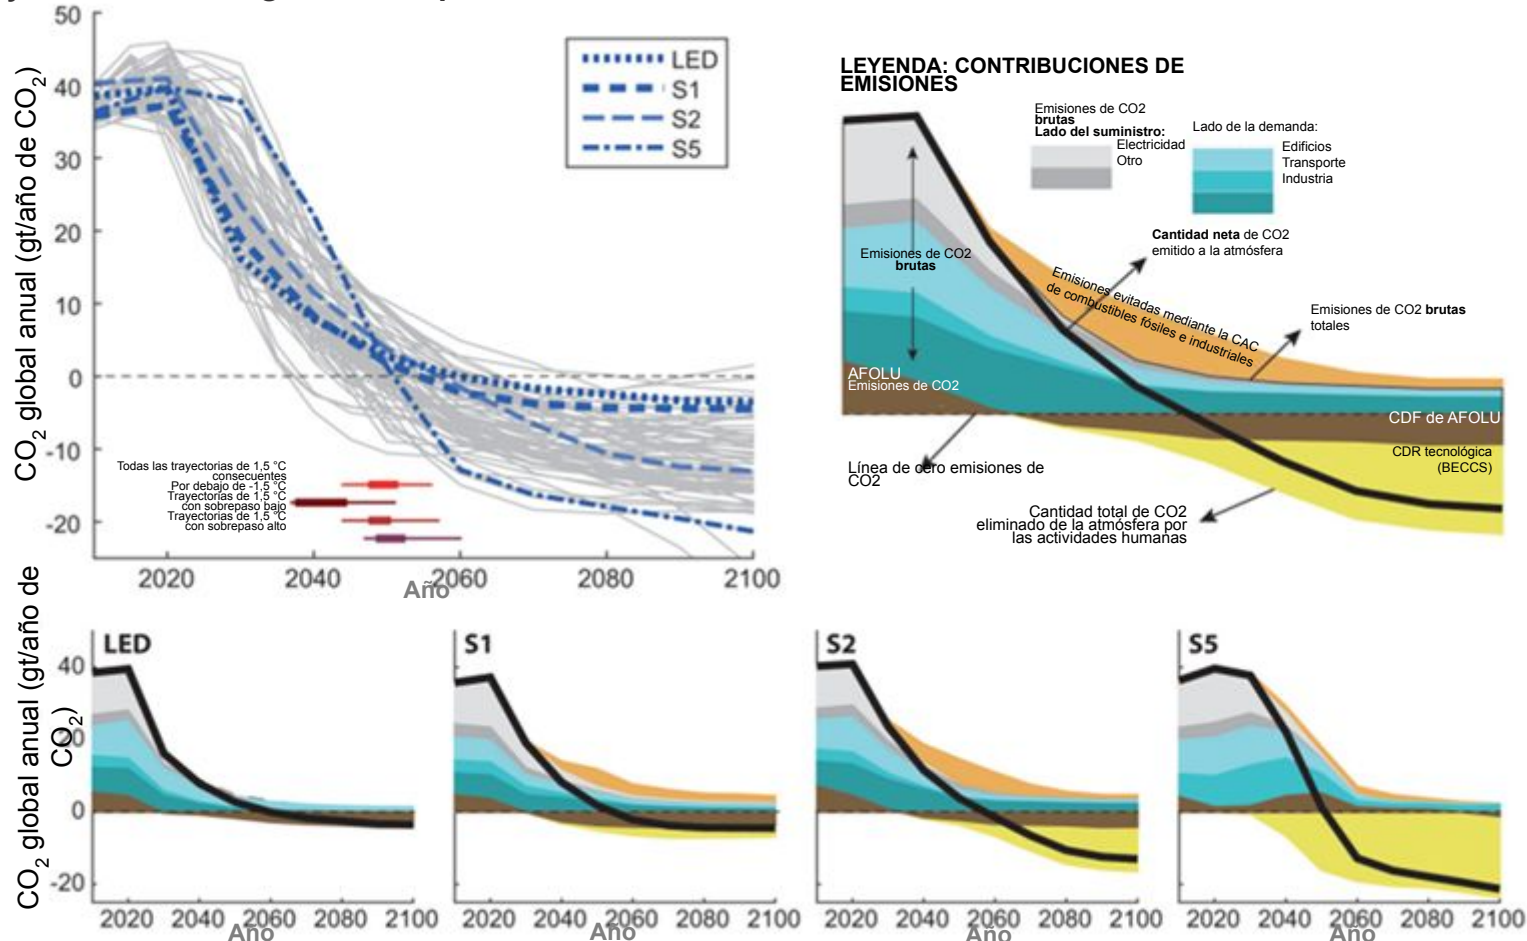 50
40
30
20
10
0
-10
-20
CO2 global anual (gt/año de CO2)
LED
S1
S2
S5
Todas las trayectorias de 1,5 °C
consecuentes
Por debajo de -1,5 °C
Trayectorias de 1,5 °C
con sobrepaso bajo
Trayectorias de 1,5 °C
con sobrepaso alto
2020
2040
2060
2080
2100
Año
LEYENDA: CONTRIBUCIONES DE
EMISIONES
Emisiones de CO2
brutas
Lado del suministro:
Electricidad
Otro
Lado de la demanda:
Edificios
Transporte
Industria
Emisiones de CO2
brutas
Cantidad neta de CO2
emitido a la atmósfera
Emisiones evitadas mediante la CAC
de combustibles fósiles e industriales
Emisiones de CO2 brutas
totales
AFOLU
Emisiones de CO2
CDF de AFOLU
CDR tecnológica
(BECCS)
Línea de cero emisiones de
CO2
Cantidad total de CO2
eliminado de la atmósfera por
las actividades humanas
CO2 global anual (gt/año de
CO2)
40
20
0
-20
LED
2020
2040
2060
2080
2100
Año
S1
2020
2040
2060
2080
2100
Año
S2
2020
2040
2060
2080
2100
Año
S5
2020
2040
2060
2080
2100
Año